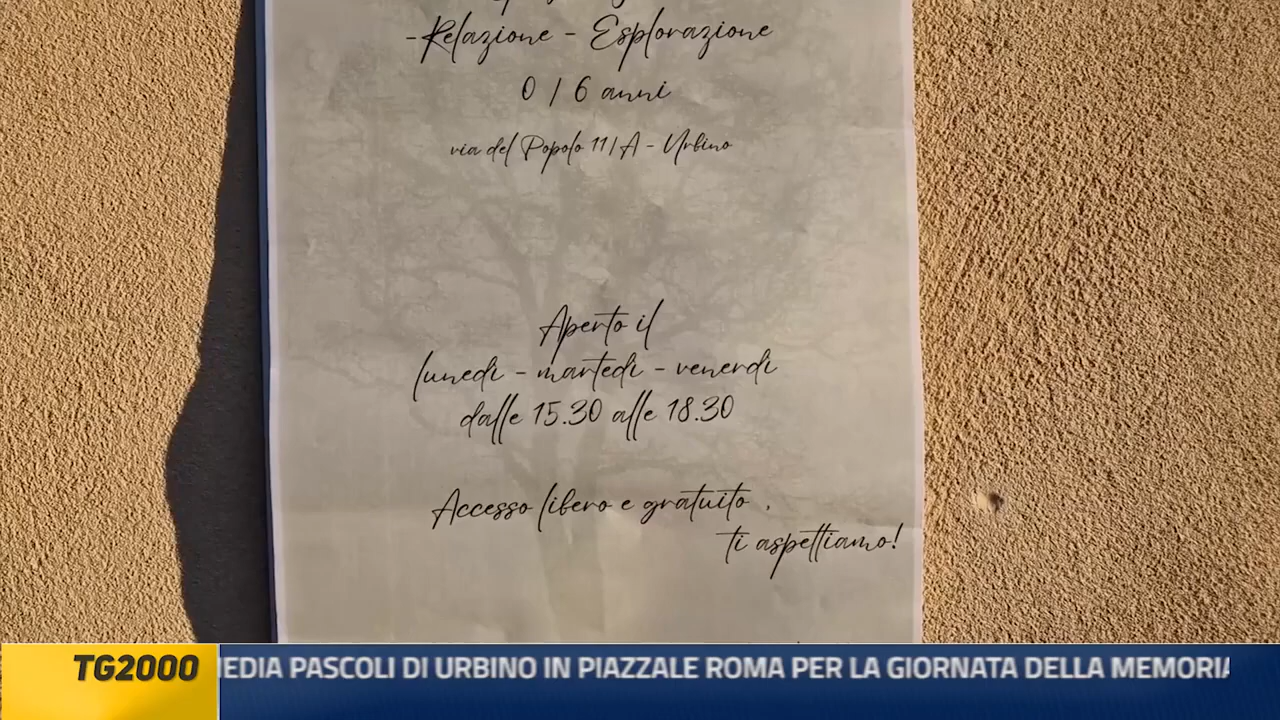 -Relazione - Esplorazione
0 / 6 anni
via del Popolo 11/A - Urbino
Aperto il
lunedì - martedì - venerdì
dalle 15.30 alle 18.30
Accesso libero e gratuito,
ti aspettiamo!
TG2000
MEDIA PASCOLI DI URBINO IN PIAZZALE ROMA PER LA GIORNATA DELLA MEMORIA